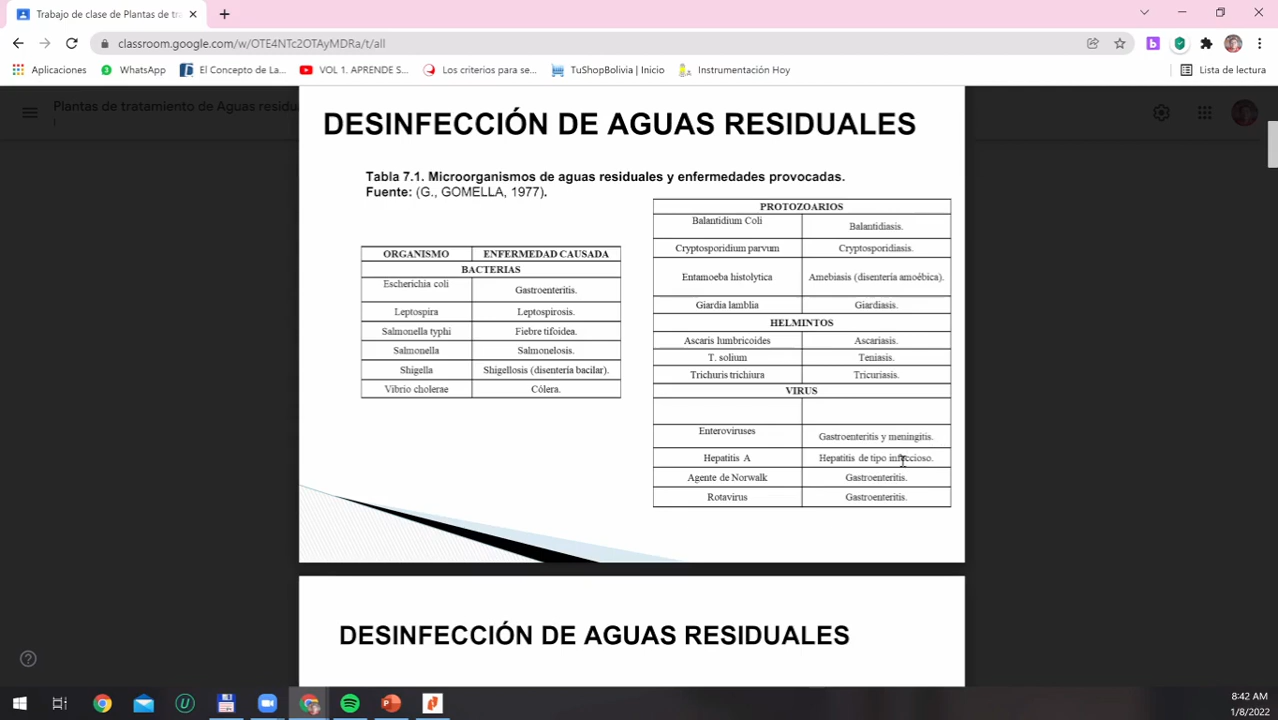 Trabajo de clase de Plantas de tra
classroom.google.com/w/OTE4NTc2OTAyMDRa/t/all
Aplicaciones
WhatsApp
El Concepto de La...
VOL 1. APRENDE S...
Los criterios para se...
TuShopBolivia | Inicio
Instrumentación Hoy
Lista de lectura
Plantas de tratamiento de Aguas residu
I
DESINFECCIÓN DE AGUAS RESIDUALES
Tabla 7.1. Microorganismos de aguas residuales y enfermedades provocadas.
Fuente: (G., GOMELLA, 1977).
ORGANISMO ENFERMEDAD CAUSADA
BACTERIAS
Escherichia coli Gastroenteritis.
Leptospira Leptospirosis.
Salmonella typhi Fiebre tifoidea.
Salmonella Salmonelosis.
Shigella Shigellosis (disentería bacilar).
Vibrio cholerae Cólera.
PROTOZOARIOS
Balantidium Coli Balantidiasis.
Cryptosporidium parvum Cryptosporidiasis.
Entamoeba histolytica Amebiasis (disentería amoébica).
Giardia lamblia Giardiasis.
HELMINTOS
Ascaris lumbricoides Ascariasis.
T. solium Teniasis.
Trichuris trichiura Tricuriasis.
VIRUS
Enteroviruses Gastroenteritis y meningitis.
Hepatitis A Hepatitis de tipo infeccioso.
Agente de Norwalk Gastroenteritis.
Rotavirus Gastroenteritis.
DESINFECCIÓN DE AGUAS RESIDUALES
8:42 AM
1/8/2022